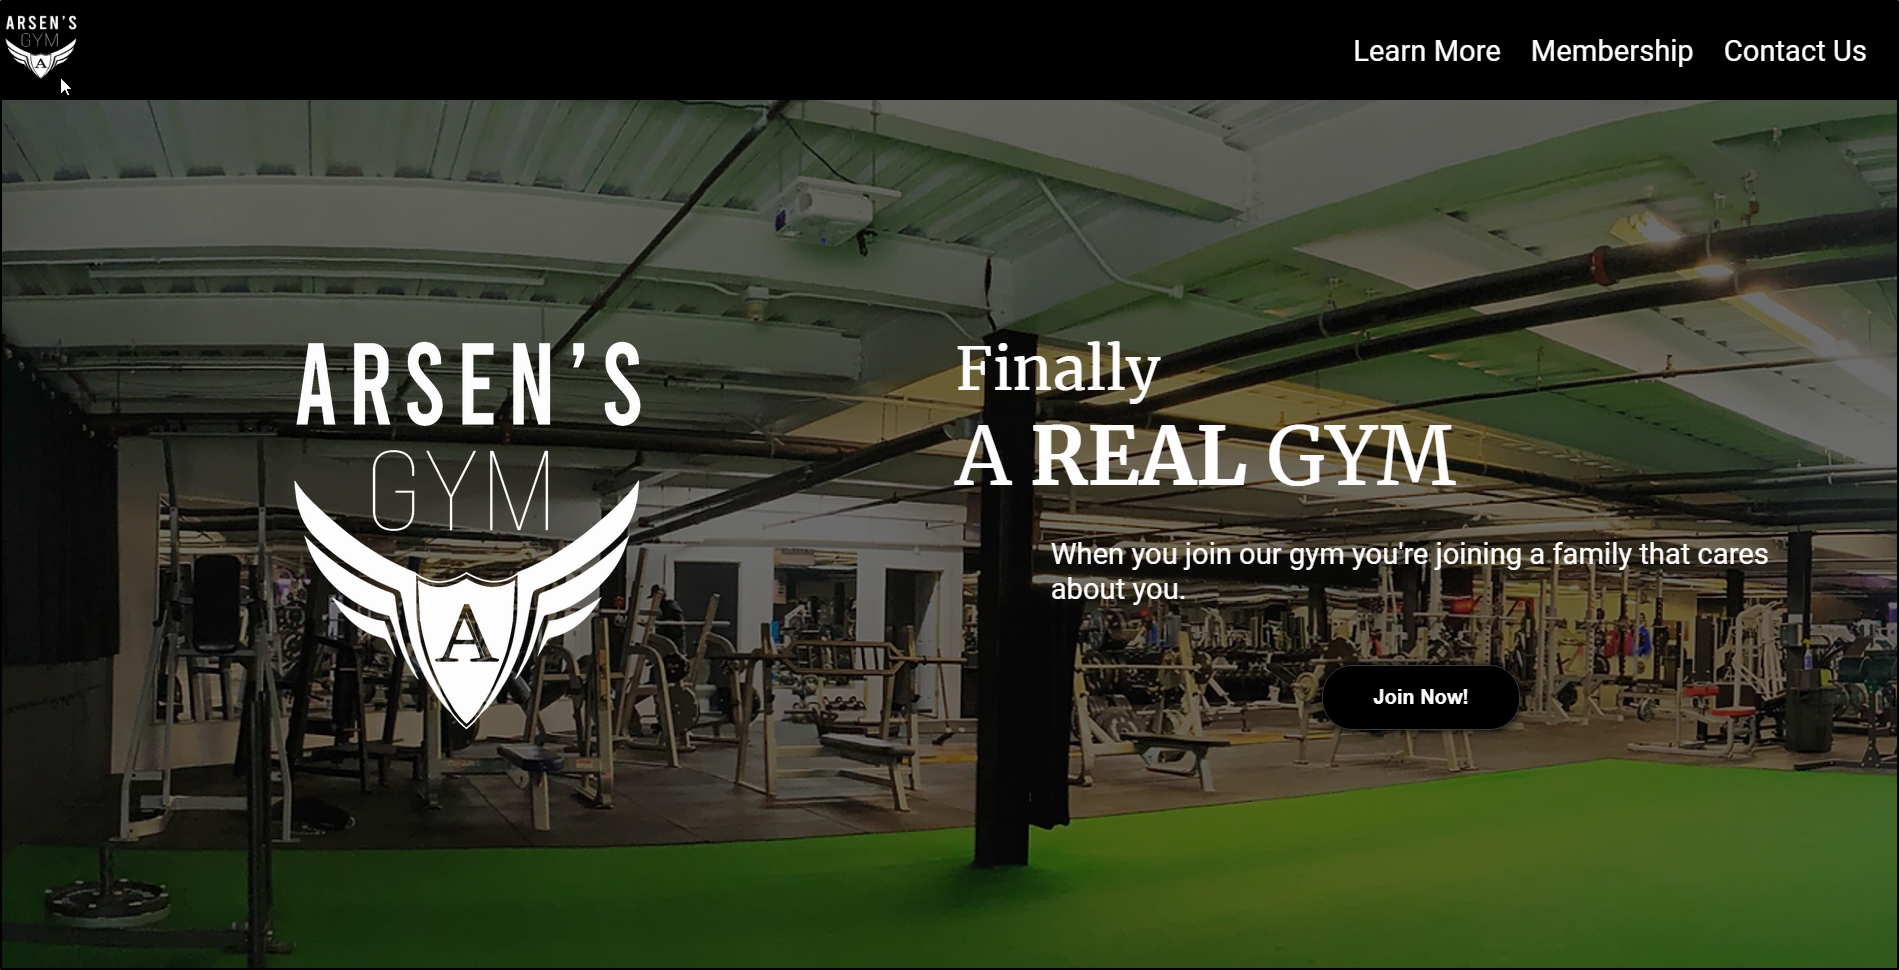 ARSEN'S
GYM
A
Learn More Membership Contact Us
ARSEN'S
GYM
A
Finally
A REAL GYM
When you join our gym you're joining a family that cares
about you.
Join Now!